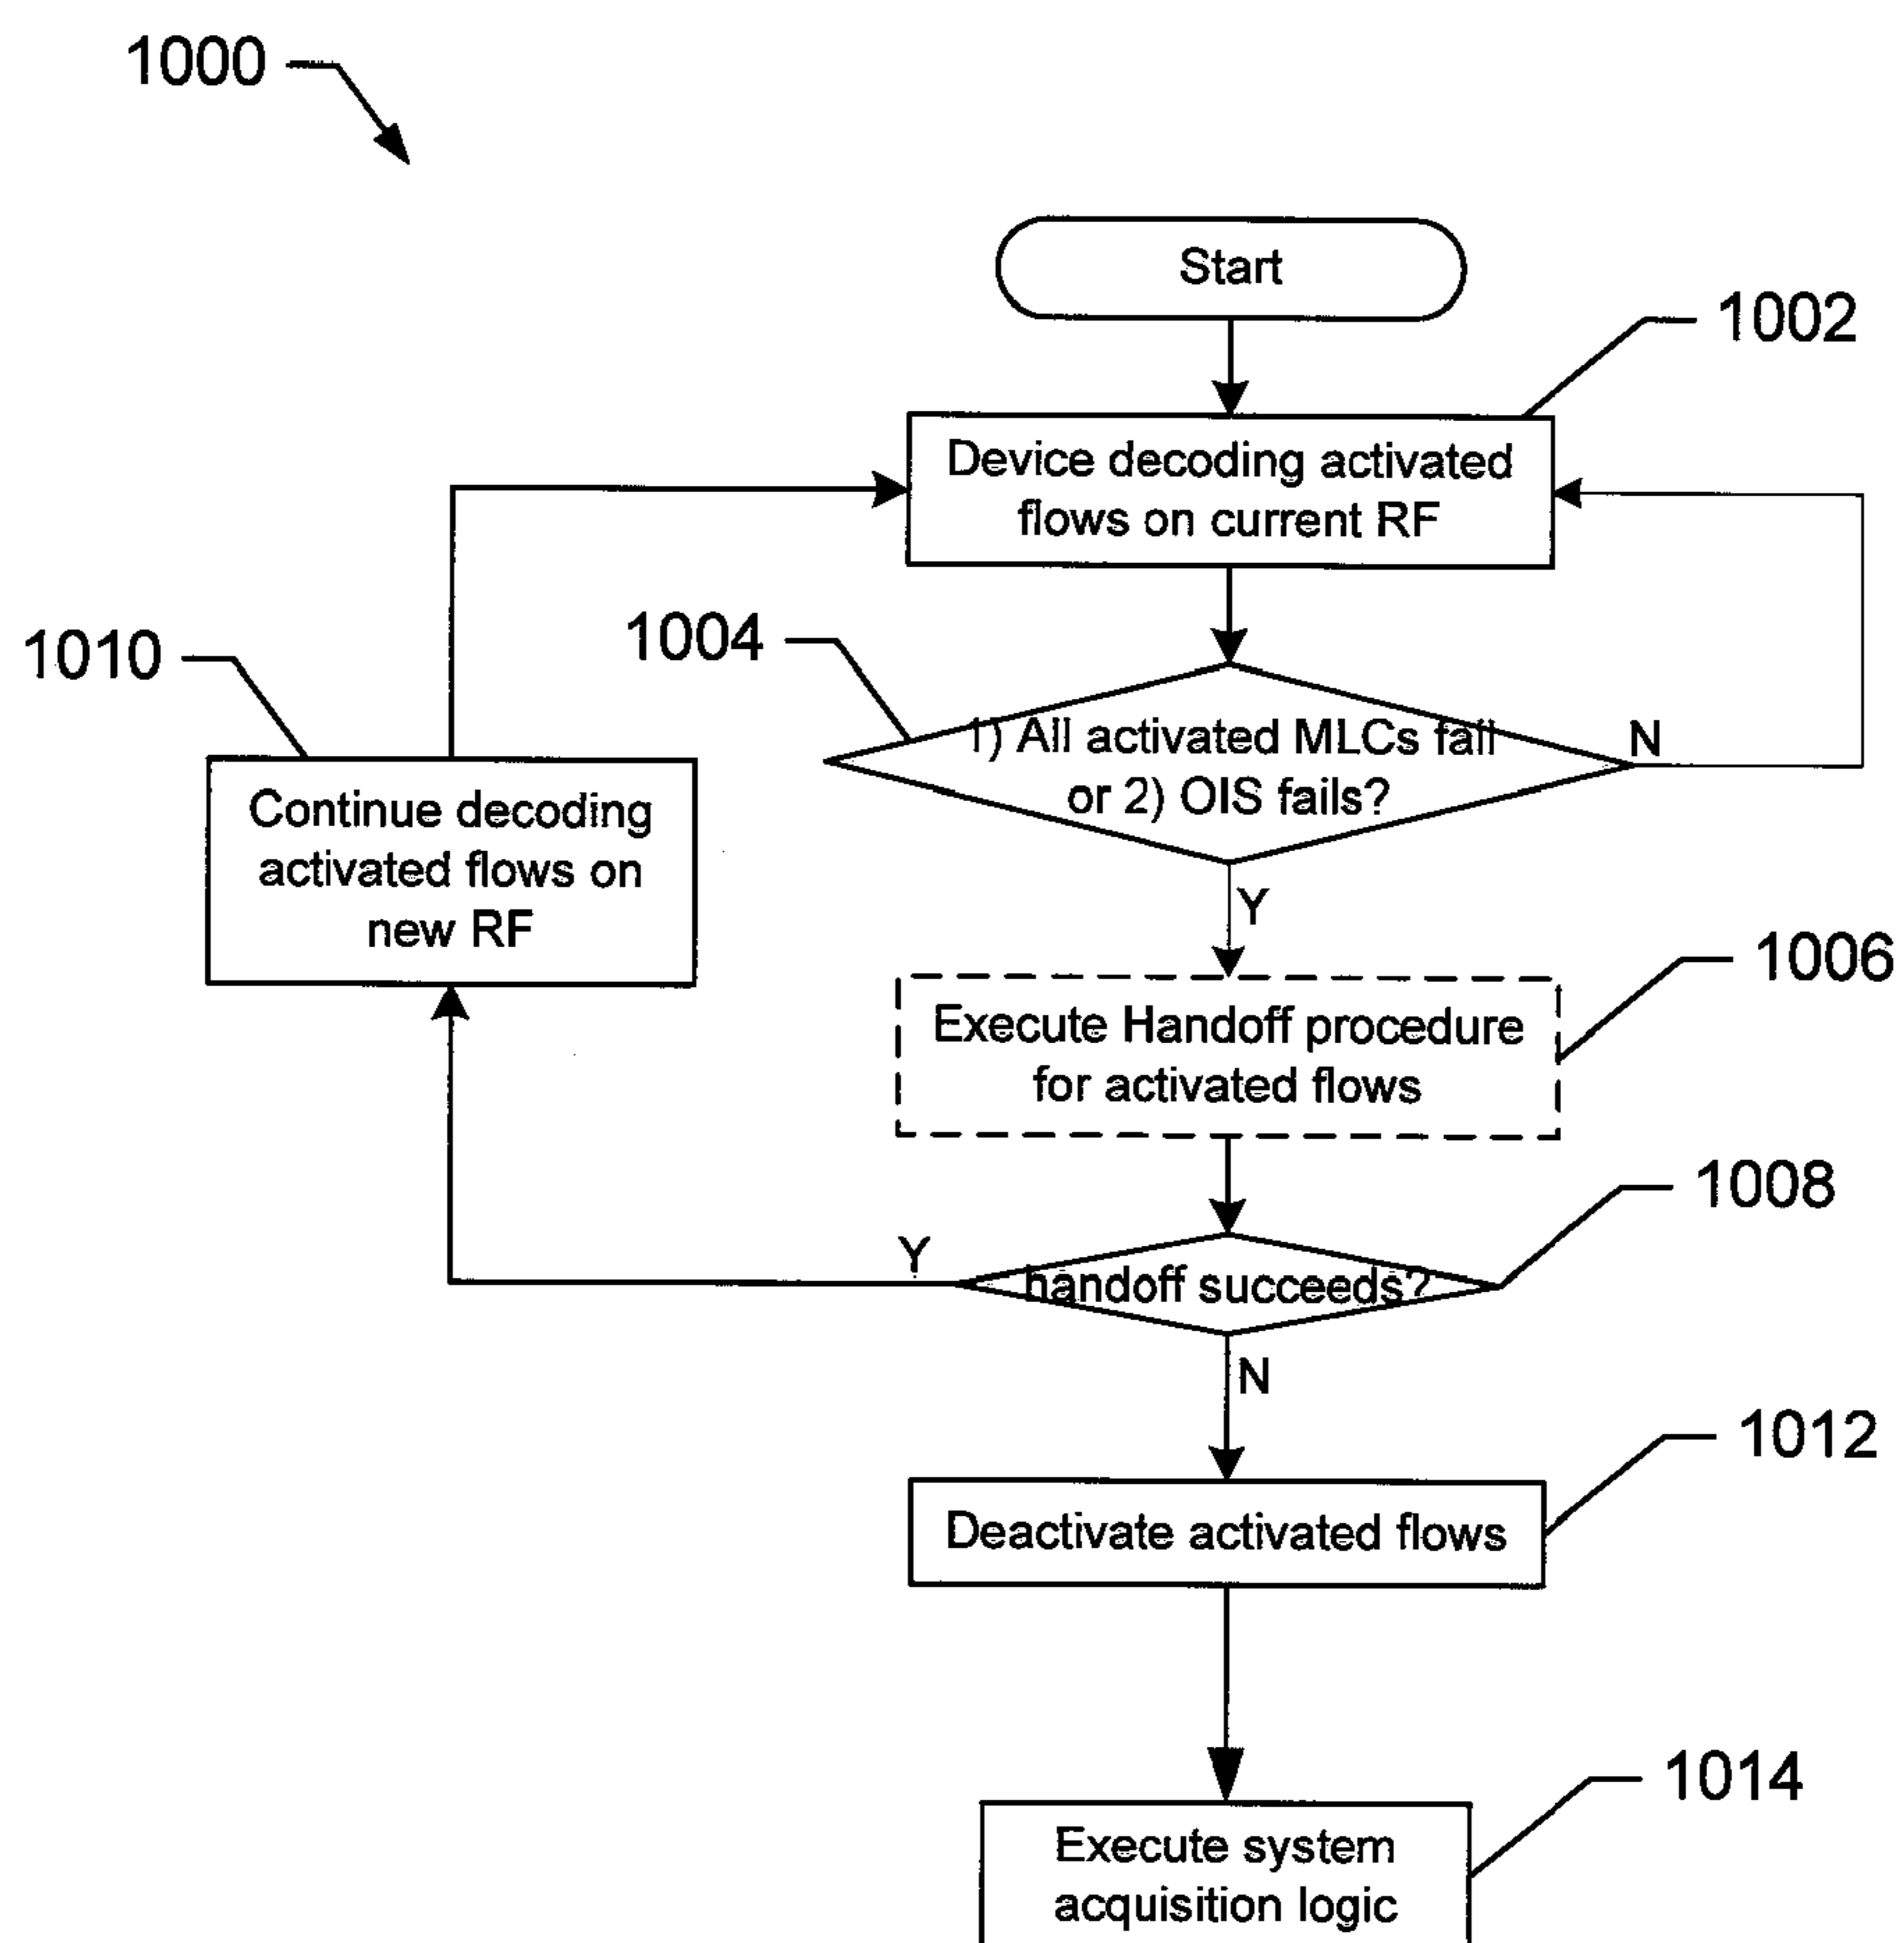 1000
Start
1002
Device decoding activated
flows on current RF
1004
1) All activated MLCs fail
or 2) OIS fails?
N
1010
Continue decoding
activated flows on
new RF
Y
1006
Execute Handoff procedure
for activated flows
1008
Y
handoff succeeds?
N
1012
Deactivate activated flows
1014
Execute system
acquisition logic